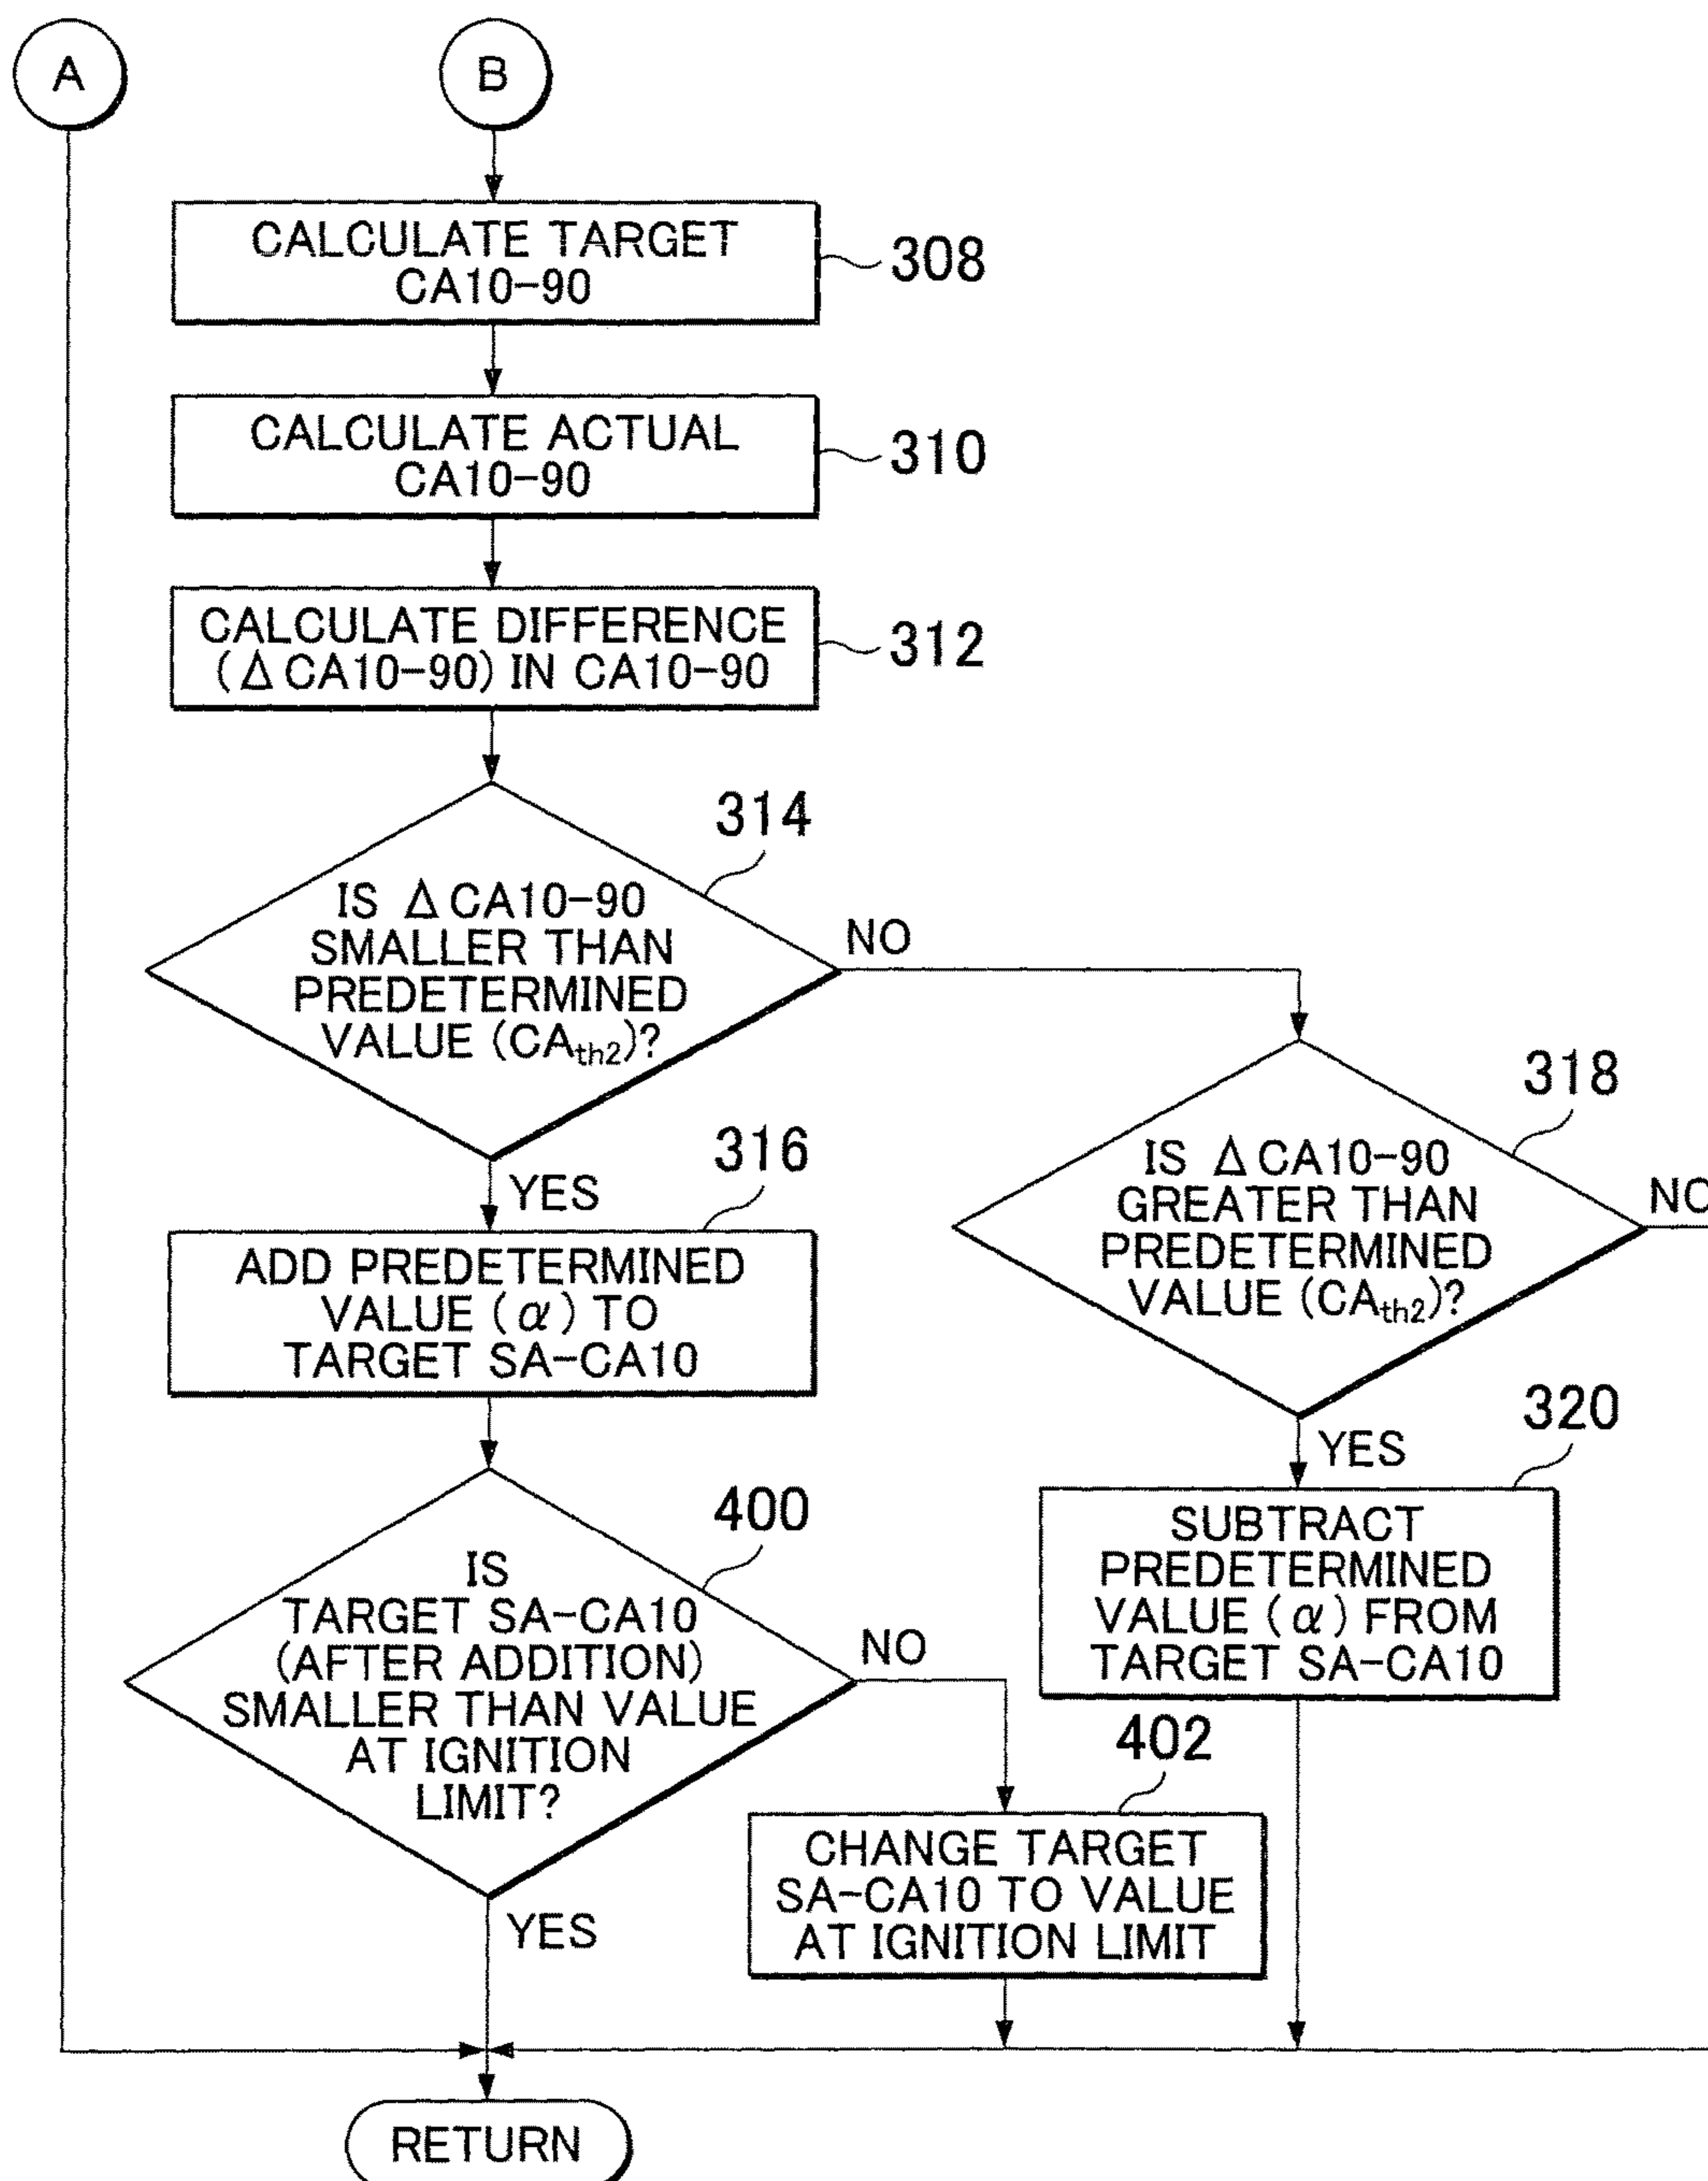 A
B
CALCULATE TARGET
CA10-90
308
CALCULATE ACTUAL
CA10-90
310
CALCULATE DIFFERENCE
(Δ CA10-90) IN CA10-90
312
314
IS Δ CA10-90
SMALLER THAN
PREDETERMINED
VALUE (CAth2)?
NO
YES
316
ADD PREDETERMINED
VALUE (α) TO
TARGET SA-CA10
318
IS Δ CA10-90
GREATER THAN
PREDETERMINED
VALUE (CAth2)?
NO
YES
320
SUBTRACT
PREDETERMINED
VALUE (α) FROM
TARGET SA-CA10
400
IS
TARGET SA-CA10
(AFTER ADDITION)
SMALLER THAN VALUE
AT IGNITION
LIMIT?
NO
YES
402
CHANGE TARGET
SA-CA10 TO VALUE
AT IGNITION LIMIT
RETURN